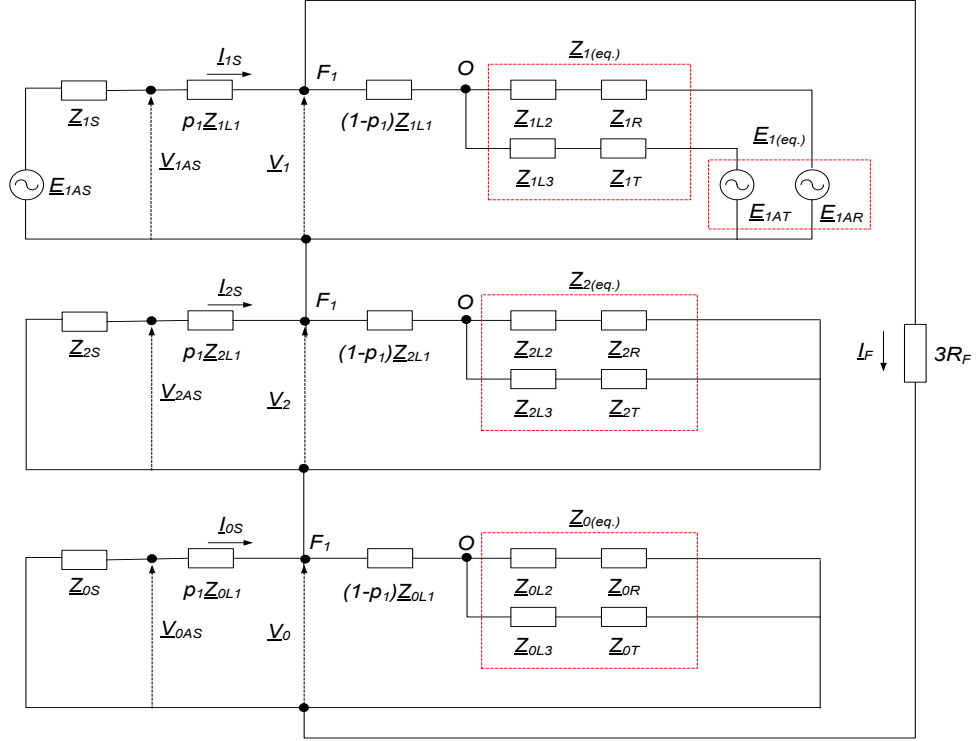 I1S
F1
O
Z1(eq.)
Z1S
p1Z1L1
(1-p1)Z1L1
Z1L2
Z1R
E1(eq.)
V1AS
V1
Z1L3
Z1T
E1AS
E1AT
E1AR
I2S
F1
O
Z2(eq.)
Z2S
p1Z2L1
(1-p1)Z2L1
Z2L2
Z2R
IF
3RF
V2AS
V2
Z2L3
Z2T
I0S
F1
O
Z0(eq.)
Z0S
p1Z0L1
(1-p1)Z0L1
Z0L2
Z0R
V0AS
V0
Z0L3
Z0T